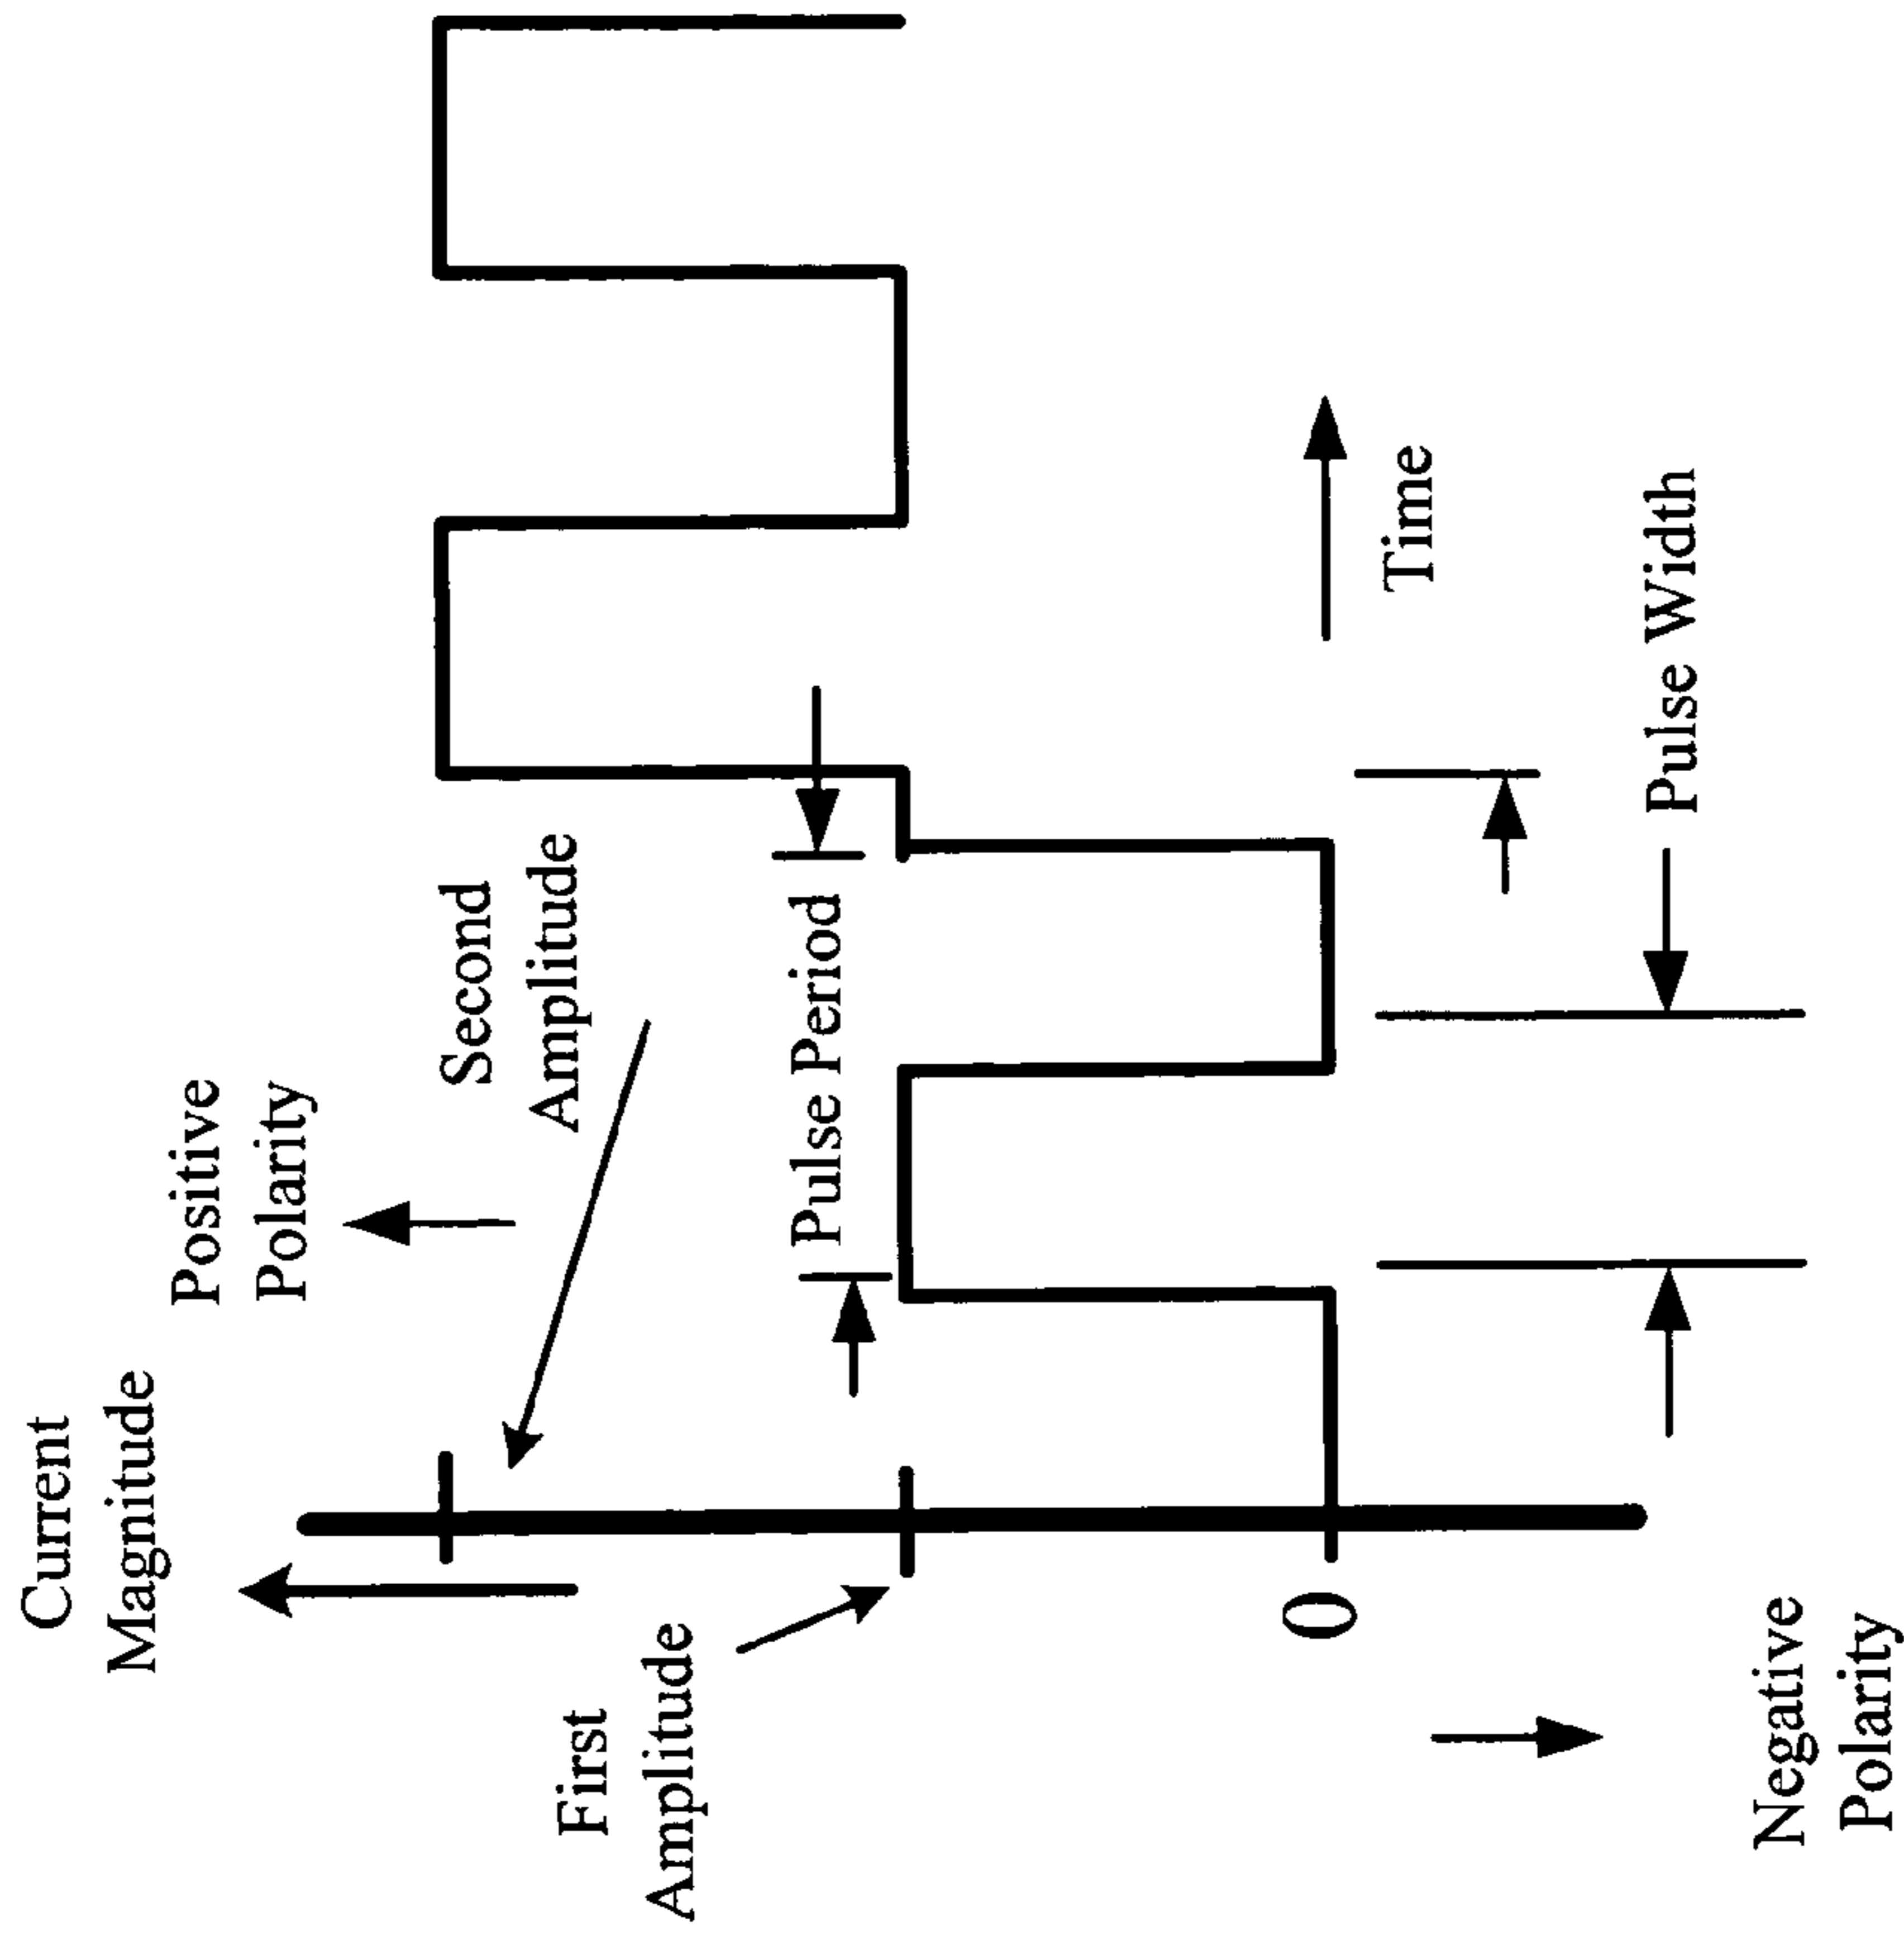 Current
Magnitude
Positive
Polarity
Second
Amplitude
First
Amplitude
Pulse Period
0
Time
Pulse Width
Negative
Polarity